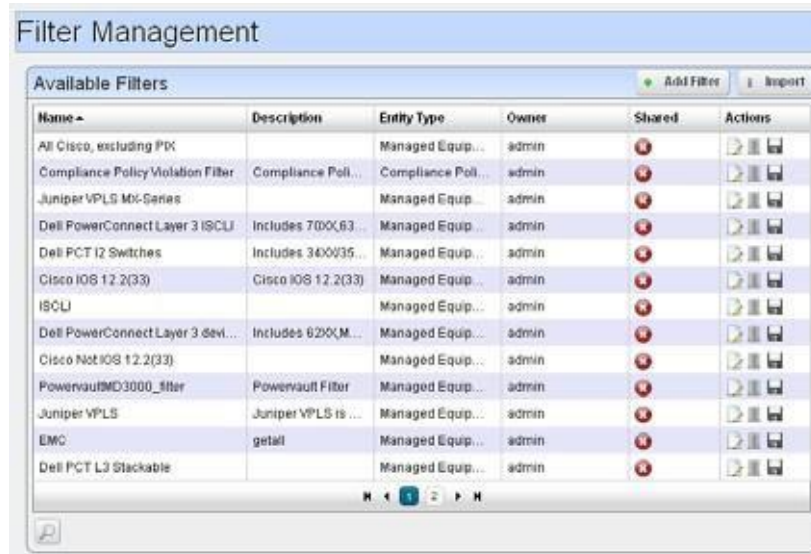 Filter Management
Available Filters Add Filter Import
Name Description Entity Type Owner Shared Actions
All Cisco, excluding PIX Managed Equip... admin
Compliance Policy Violation Filter Compliance Poli... Compliance Poli... admin
Juniper VPLS MX-Series Managed Equip... admin
Dell PowerConnect Layer 3 ISCLI Includes 70XX,63... Managed Equip... admin
Dell PCT l2 Switches Includes 34XX/35... Managed Equip... admin
Cisco IOS 12.2(33) Cisco IOS 12.2(33) Managed Equip... admin
ISCLI Managed Equip... admin
Dell PowerConnect Layer 3 devi... Includes 62XX,M... Managed Equip... admin
Cisco Not IOS 12.2(33) Managed Equip... admin
PowervaultMD3000_filter Powervault Filter Managed Equip... admin
Juniper VPLS Juniper VPLS is ... Managed Equip... admin
EMC getall Managed Equip... admin
Dell PCT L3 Stackable Managed Equip... admin
1 2